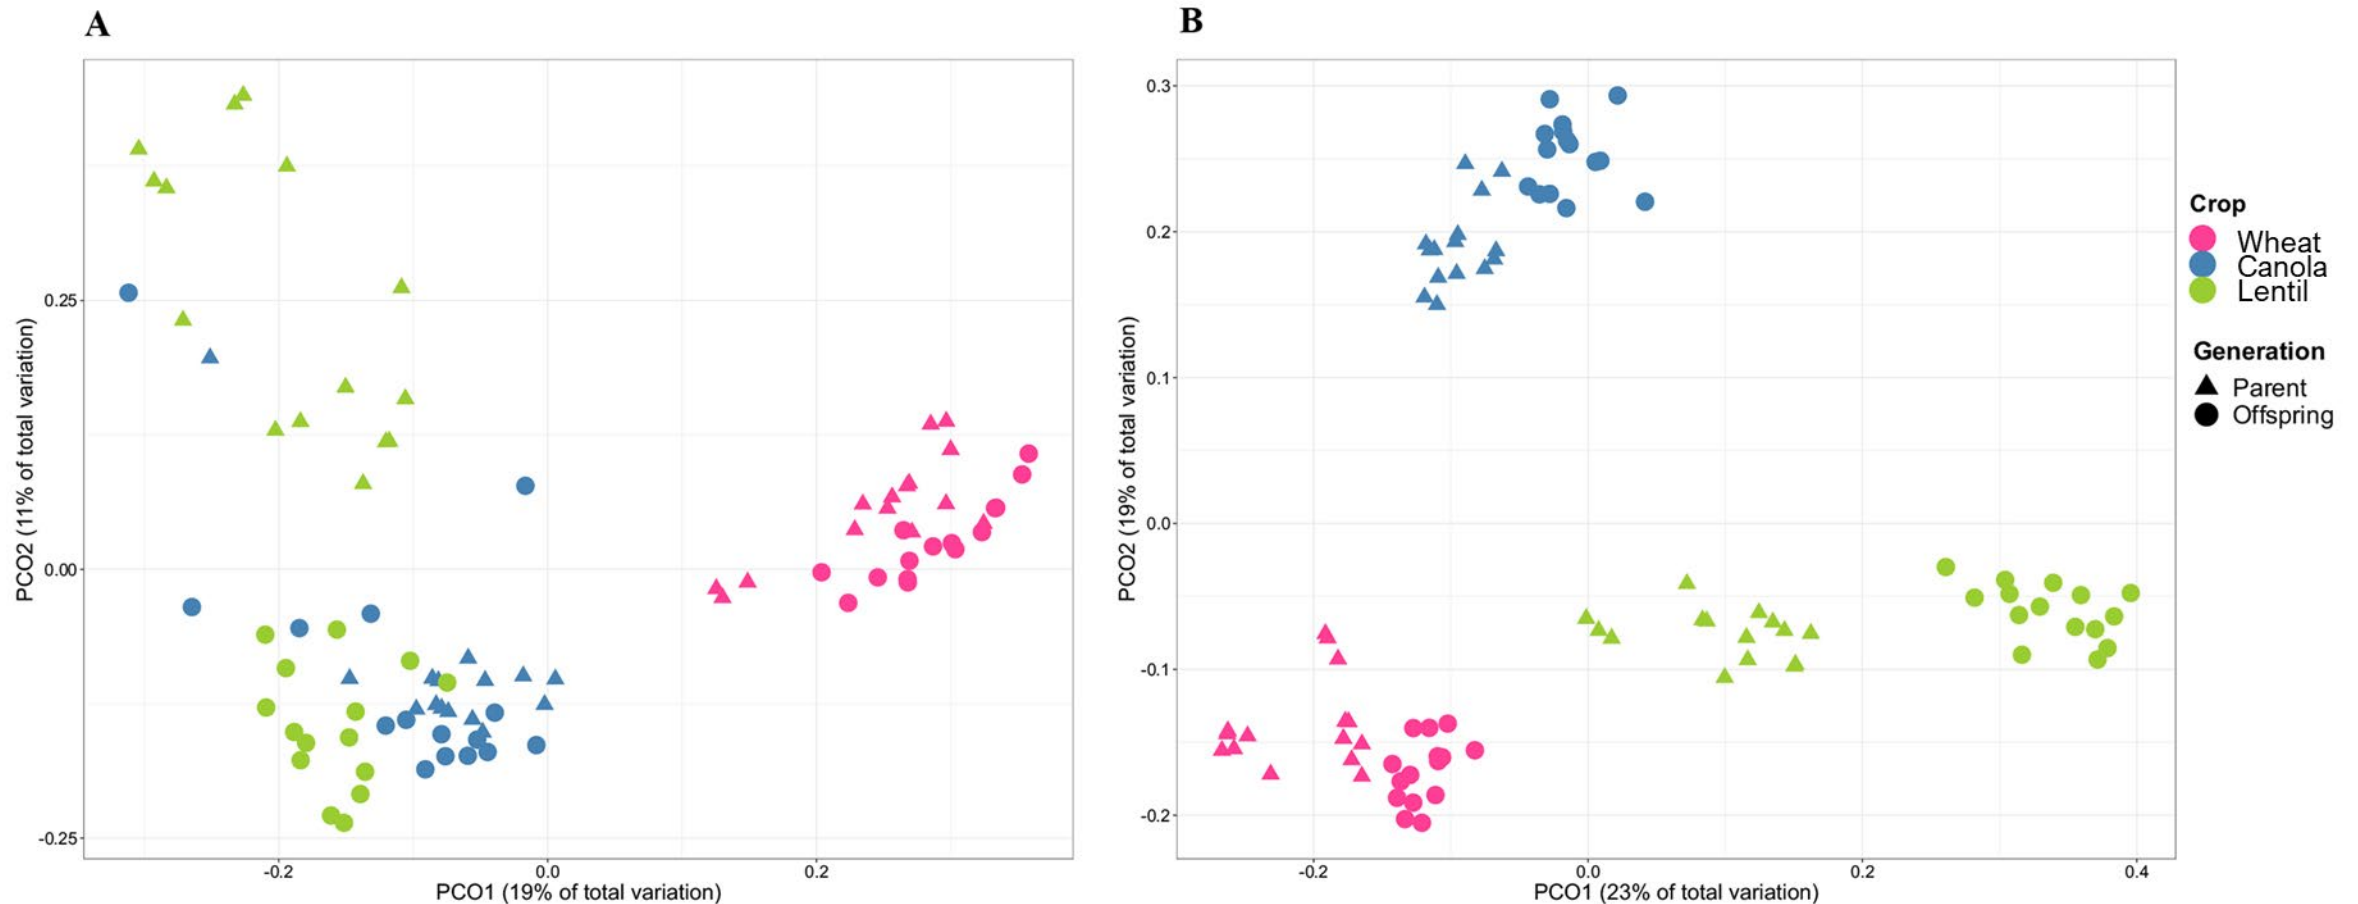 A
PCO2 (11% of total variation)
0.25
0.00
-0.25
-0.2
0.0
0.2
PCO1 (19% of total variation)
B
PCO2 (19% of total variation)
0.3
0.2
0.1
0.0
-0.1
-0.2
-0.2
0.0
0.2
0.4
PCO1 (23% of total variation)
Crop
Wheat
Canola
Lentil
Generation
Parent
Offspring